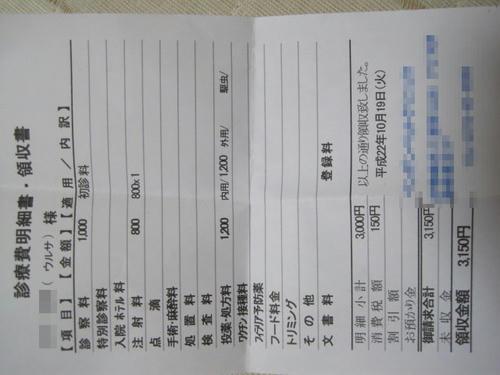 診療費明細書・領収書
（ウルサ）様
【項目】【金額】【適用／内訳】
診察料 1,000 初診料
特別診察料
入院ホテル料
注射料 800 800x1
点滴
手術・麻酔料
処置料
検査料
投薬・処方料 1,200 内用/1,200 外用/ 駆虫/
ワクチン接種料
フィラリア予防薬
フード料金
トリミング
その他
文書料 登録料
明細小計 3,000円
消費税額 150円 以上の通り領収致しました。
割引額 平成22年10月19日(火)
お預かり金
御請求合計 3,150円
未収金
領収金額 3,150円